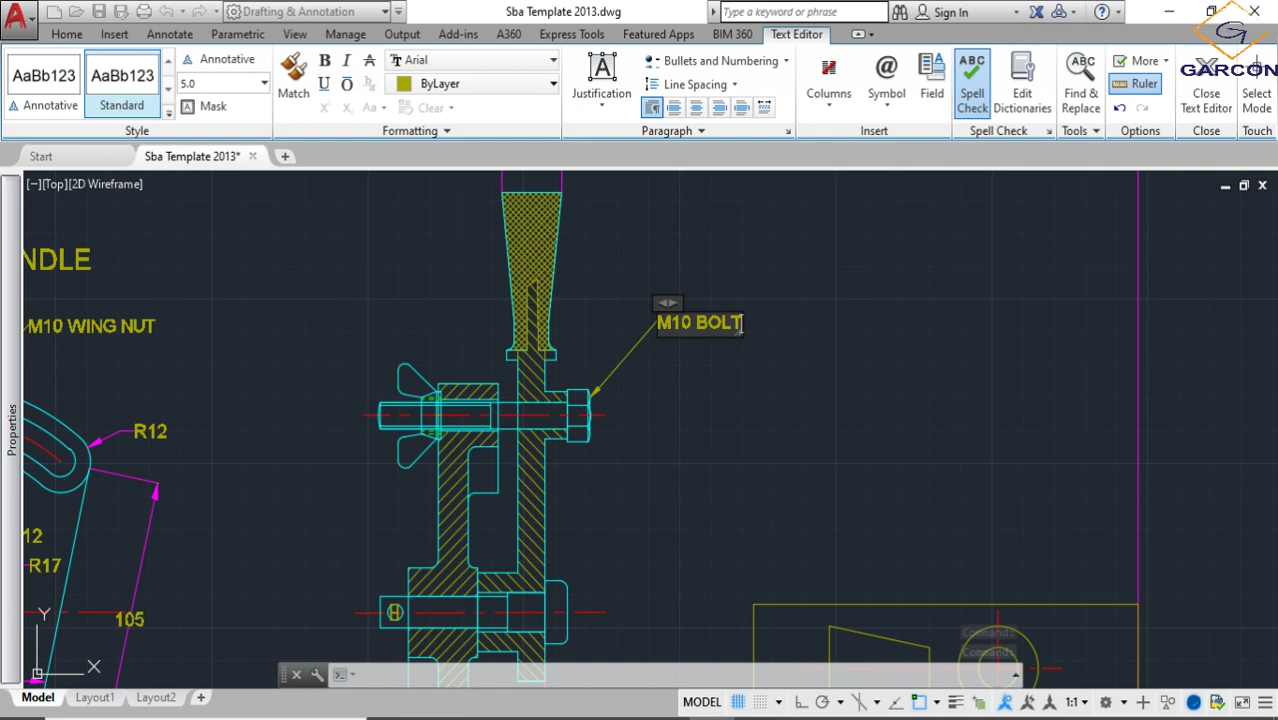 Drafting & Annotation
Sba Template 2013.dwg
Type a keyword or phrase
Sign In
Home Insert Annotate Parametric View Manage Output Add-ins A360 Express Tools Featured Apps BIM 360 Text Editor
GARCON
AaBb123 AaBb123
Annotative Standard
Annotative
5.0
Mask
Style
Match
Arial
ByLayer
Clear
Formatting
Justification
Bullets and Numbering
Line Spacing
Paragraph
Columns
Symbol
Field
Insert
Spell Check
Edit Dictionaries
Spell Check
Find & Replace
Tools
More
Ruler
Options
Close Text Editor
Close
Select Mode
Touch
Start
Sba Template 2013*
[−][Top][2D Wireframe]
Properties
NDLE
M10 WING NUT
M10 BOLT
R12
12
R17
105
H
Y
X
Command:
Command:
Model Layout1 Layout2
MODEL
1:1